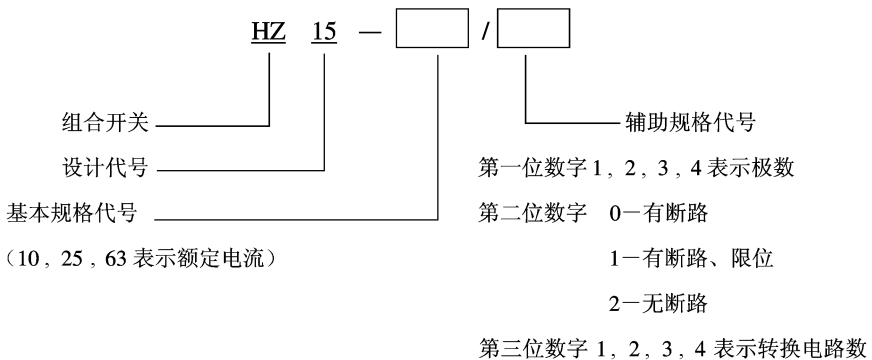 HZ 15 — /
组合开关
辅助规格代号
设计代号
第一位数字 1, 2, 3, 4 表示极数
基本规格代号
第二位数字 0—有断路
(10, 25, 63 表示额定电流)
1—有断路、限位
2—无断路
第三位数字 1, 2, 3, 4 表示转换电路数